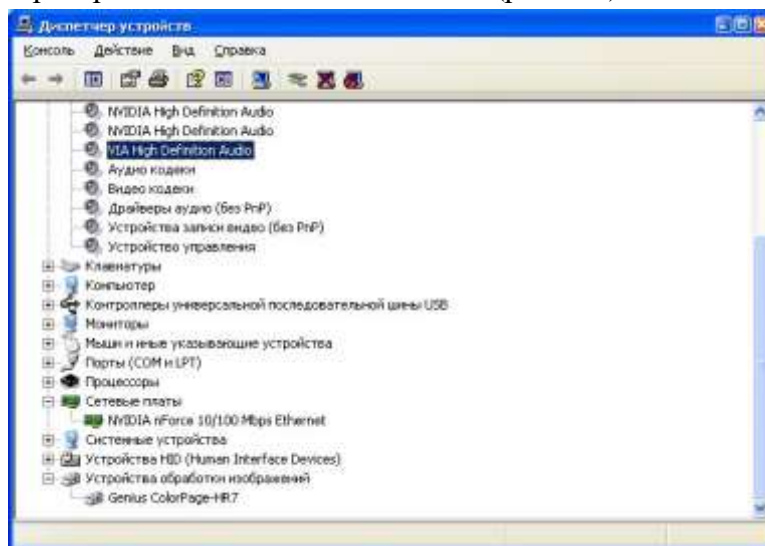 Диспетчер устройств
Консоль Действие Вид Справка
NVIDIA High Definition Audio
NVIDIA High Definition Audio
VIA High Definition Audio
Аудио кодеки
Видео кодеки
Драйверы аудио (без PnP)
Устройства записи видео (без PnP)
Устройство управления
Клавиатуры
Компьютер
Контроллеры универсальной последовательной шины USB
Мониторы
Мыши и иные указывающие устройства
Порты (COM и LPT)
Процессоры
Сетевые платы
NVIDIA nForce 10/100 Mbps Ethernet
Системные устройства
Устройства HID (Human Interface Devices)
Устройства обработки изображений
Genius ColorPage-HR7